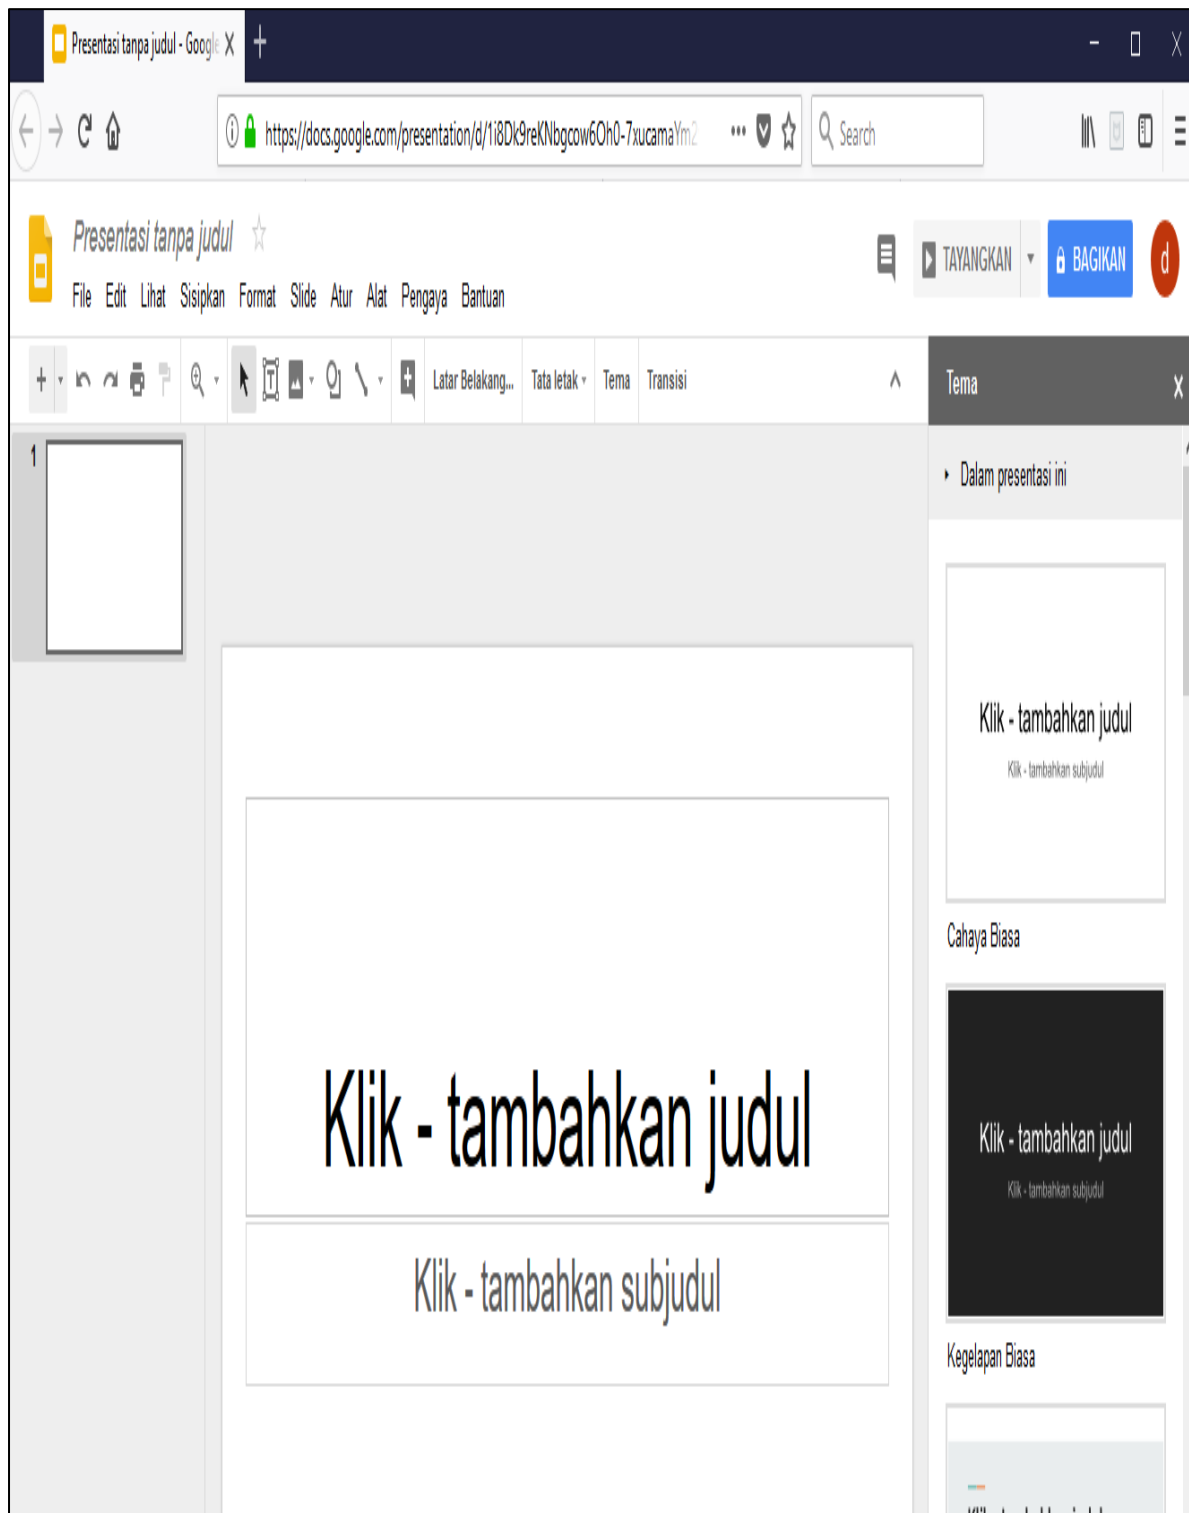 Presentasi tanpa judul - Google
https://docs.google.com/presentation/d/1i8Dk9reKNbgcow6Oh0-7xucamaYm2
Search
Presentasi tanpa judul
File Edit Lihat Sisipkan Format Slide Atur Alat Pengaya Bantuan
TAYANGKAN
BAGIKAN
d
Latar Belakang... Tata letak Tema Transisi
Tema
1
Dalam presentasi ini
Klik - tambahkan judul
Klik - tambahkan subjudul
Cahaya Biasa
Klik - tambahkan judul
Klik - tambahkan subjudul
Kegelapan Biasa
Klik - tambahkan judul
Klik - tambahkan subjudul